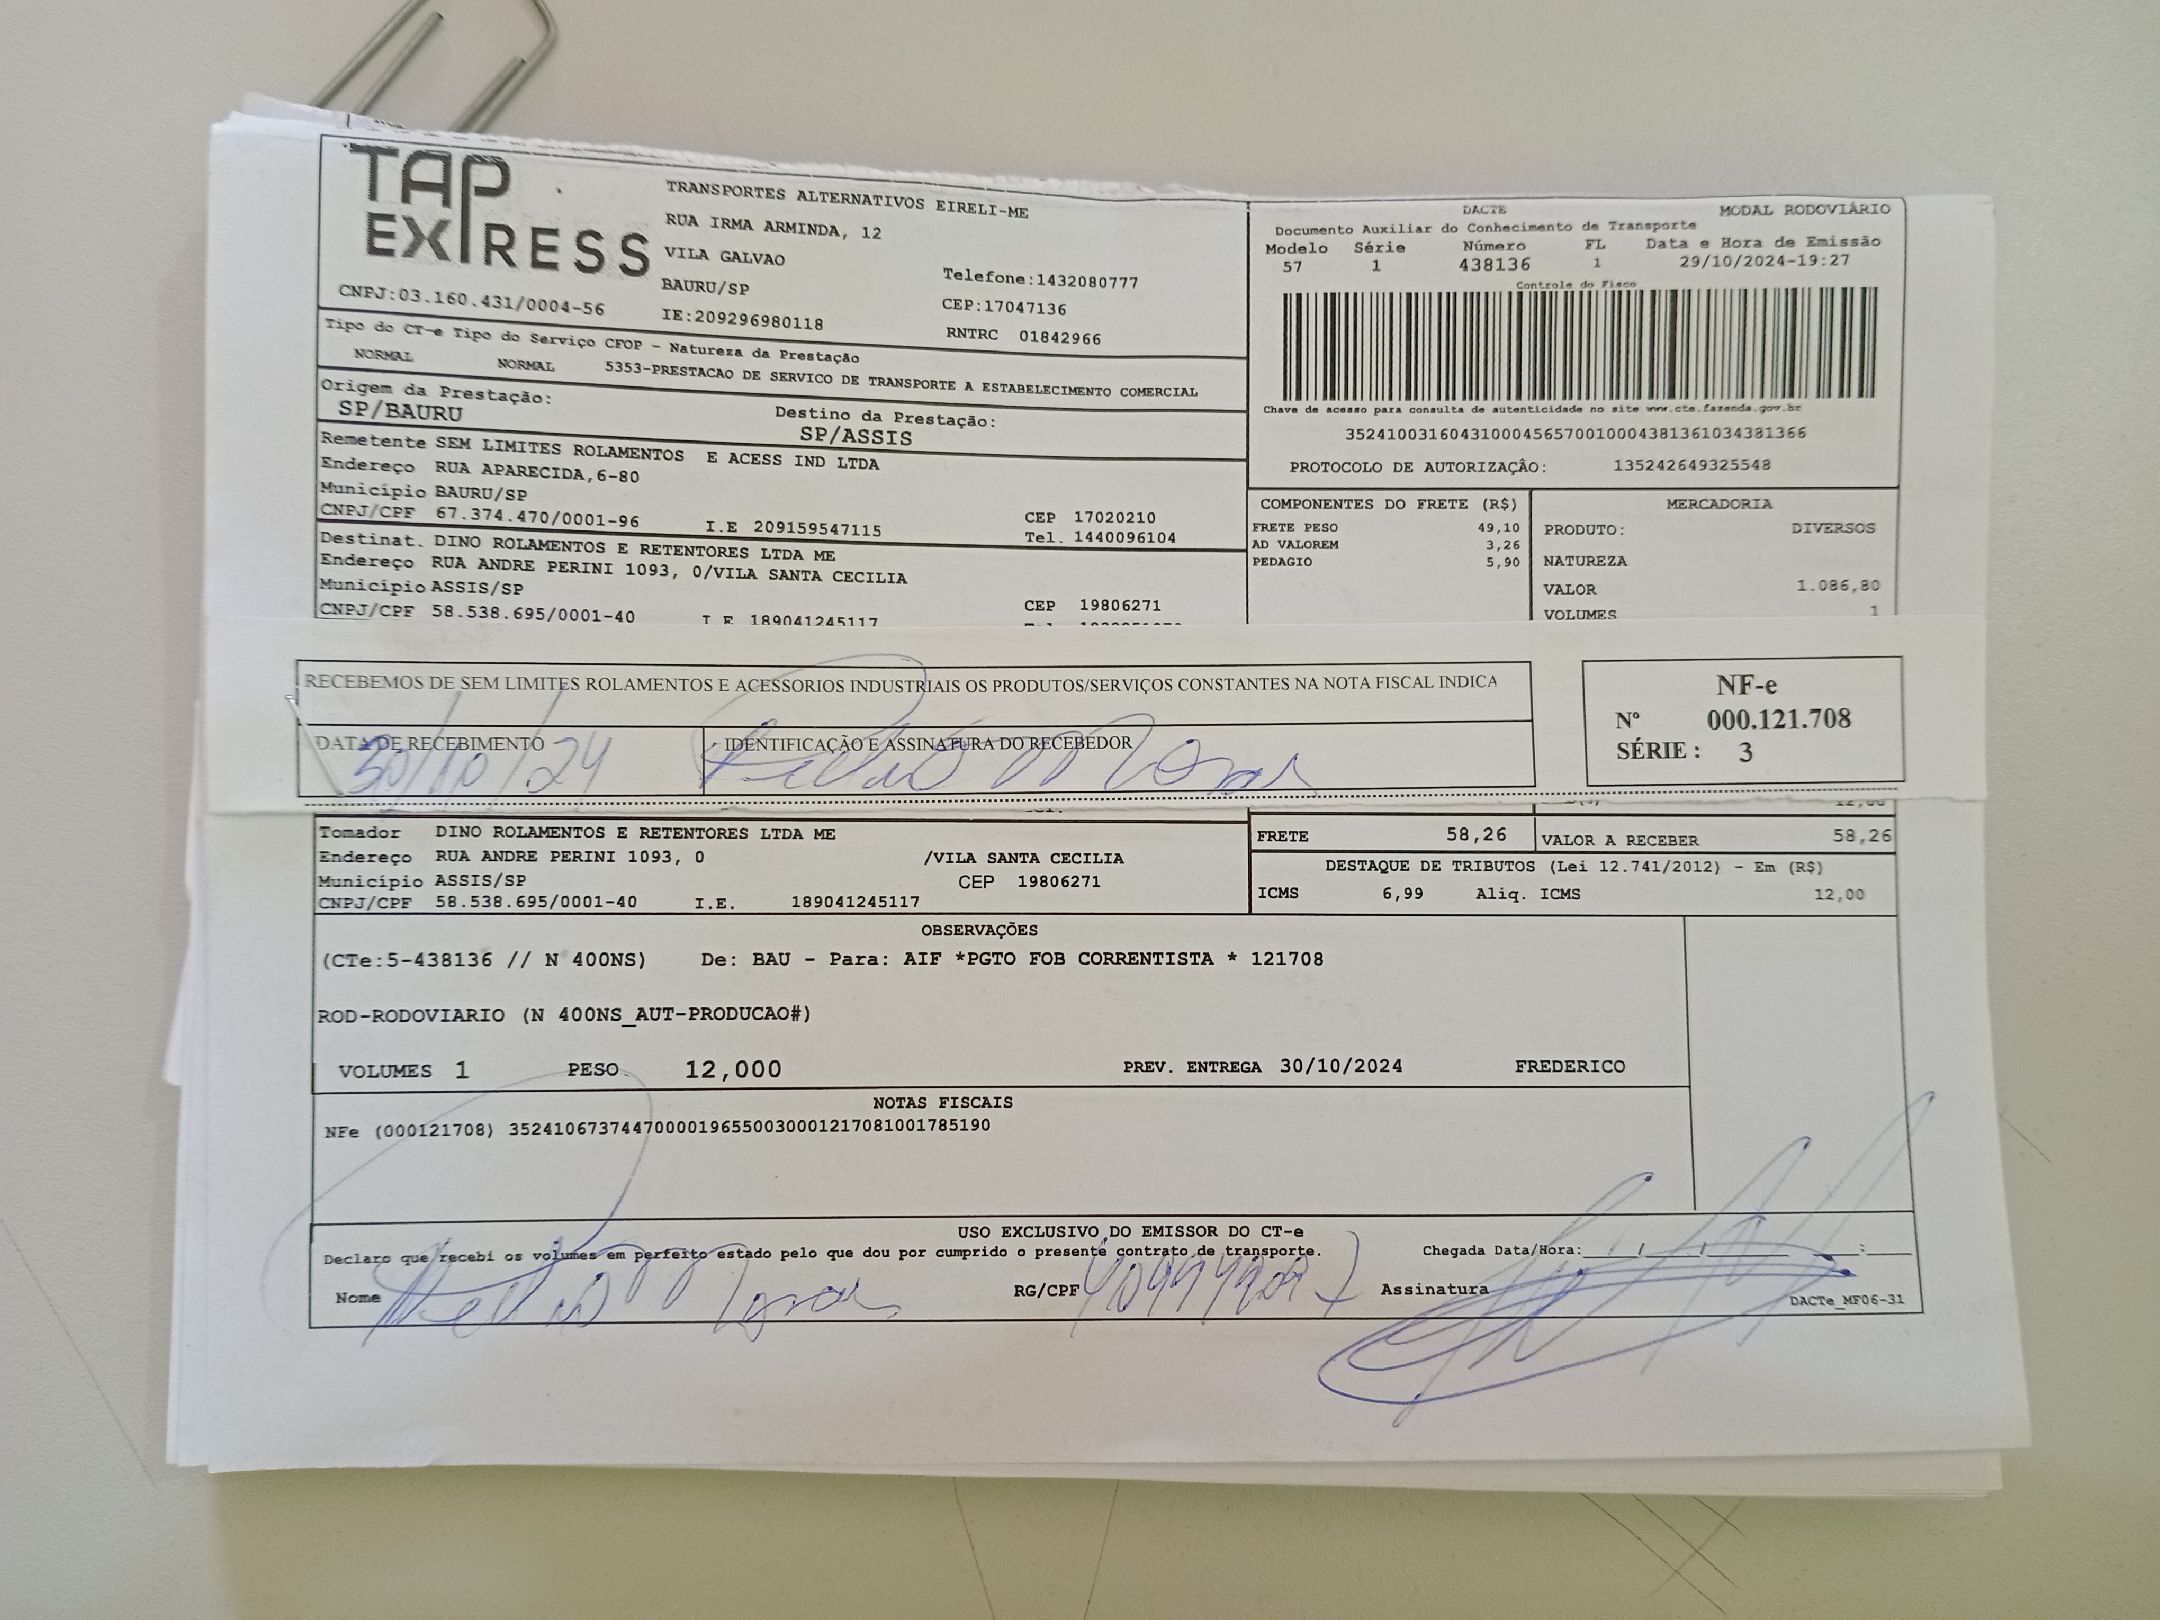 TAP EXPRESS
TRANSPORTES ALTERNATIVOS EIRELI-ME
RUA IRMA ARMINDA, 12
VILA GALVAO
BAURU/SP
Telefone:1432080777
CEP:17047136
CNPJ:03.160.431/0004-56
IE:209296980118
RNTRC 01842966
DACTE MODAL RODOVIÁRIO
Documento Auxiliar do Conhecimento de Transporte
Modelo Série Número FL Data e Hora de Emissão
57 1 438136 1 29/10/2024-19:27
Controle do Fisco
Chave de acesso para consulta de autenticidade no site www.cte.fazenda.gov.br
35241003160431000456570010004381361034381366
PROTOCOLO DE AUTORIZAÇÃO: 135242649325548
Tipo do CT-e Tipo do Serviço CFOP - Natureza da Prestação
NORMAL NORMAL 5353-PRESTACAO DE SERVICO DE TRANSPORTE A ESTABELECIMENTO COMERCIAL
Origem da Prestação:
SP/BAURU
Destino da Prestação:
SP/ASSIS
Remetente SEM LIMITES ROLAMENTOS E ACESS IND LTDA
Endereço RUA APARECIDA,6-80
Município BAURU/SP
CNPJ/CPF 67.374.470/0001-96 I.E 209159547115
CEP 17020210
Tel. 1440096104
Destinat. DINO ROLAMENTOS E RETENTORES LTDA ME
Endereço RUA ANDRE PERINI 1093, 0/VILA SANTA CECILIA
Município ASSIS/SP
CNPJ/CPF 58.538.695/0001-40 I E 189041245117
CEP 19806271
COMPONENTES DO FRETE (R$)
FRETE PESO 49,10
AD VALOREM 3,26
PEDAGIO 5,90
MERCADORIA
PRODUTO: DIVERSOS
NATUREZA
VALOR 1.086,80
VOLUMES 1
RECEBEMOS DE SEM LIMITES ROLAMENTOS E ACESSORIOS INDUSTRIAIS OS PRODUTOS/SERVIÇOS CONSTANTES NA NOTA FISCAL INDICA
DATA DE RECEBIMENTO
30/10/24
IDENTIFICAÇÃO E ASSINATURA DO RECEBEDOR
NF-e
Nº 000.121.708
SÉRIE : 3
12,00
Tomador DINO ROLAMENTOS E RETENTORES LTDA ME
Endereço RUA ANDRE PERINI 1093, 0 /VILA SANTA CECILIA
Município ASSIS/SP CEP 19806271
CNPJ/CPF 58.538.695/0001-40 I.E. 189041245117
FRETE 58,26 VALOR A RECEBER 58,26
DESTAQUE DE TRIBUTOS (Lei 12.741/2012) - Em (R$)
ICMS 6,99 Aliq. ICMS 12,00
OBSERVAÇÕES
(CTe:5-438136 // N 400NS) De: BAU - Para: AIF *PGTO FOB CORRENTISTA * 121708
ROD-RODOVIARIO (N 400NS_AUT-PRODUCAO#)
VOLUMES 1 PESO 12,000 PREV. ENTREGA 30/10/2024 FREDERICO
NOTAS FISCAIS
NFe (000121708) 35241067374470000196550030001217081001785190
USO EXCLUSIVO DO EMISSOR DO CT-e
Declaro que recebi os volumes em perfeito estado pelo que dou por cumprido o presente contrato de transporte. Chegada Data/Hora:
Nome RG/CPF Assinatura
DACTe_MF06-31